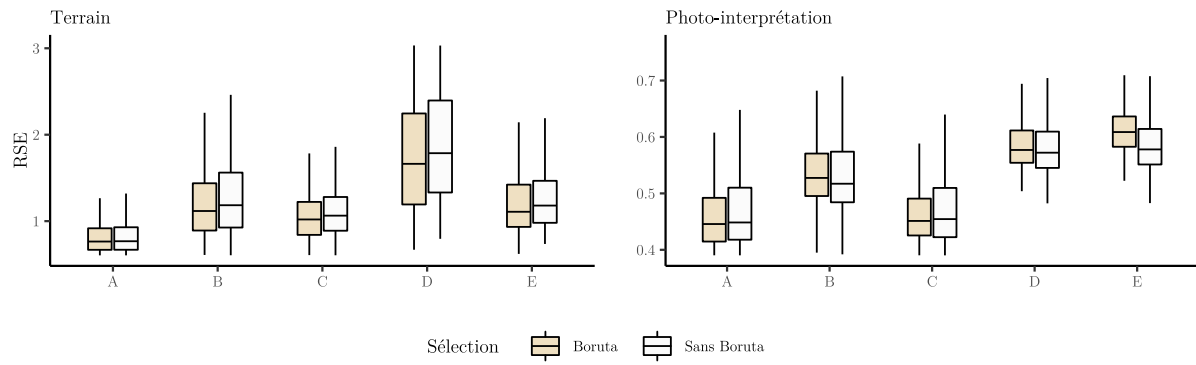 Terrain
Photo-interprétation
RSE
3
2
1
A B C D E
0.7
0.6
0.5
0.4
A B C D E
Sélection Boruta Sans Boruta